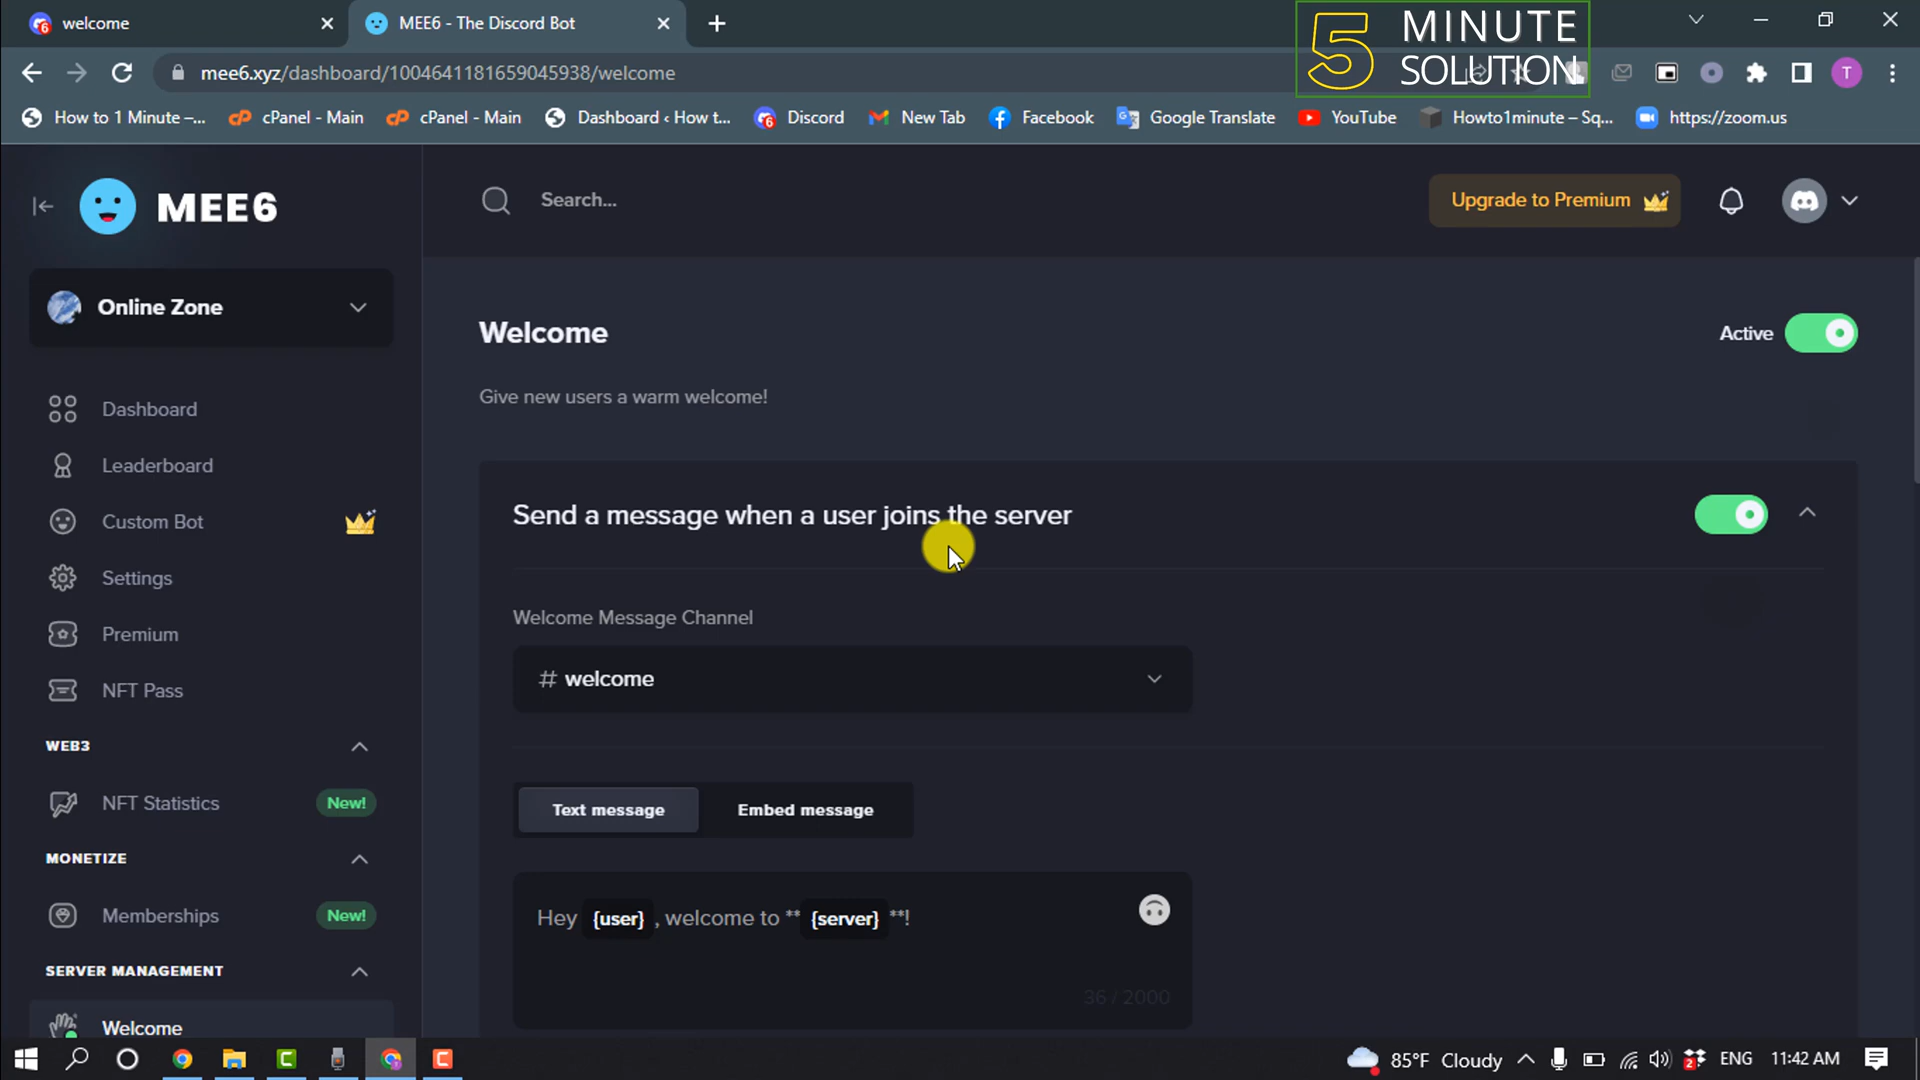 welcome
MEE6 - The Discord Bot
5 MINUTE
SOLUTION
mee6.xyz/dashboard/1004641181659045938/welcome
T
How to 1 Minute –...
cPanel - Main
cPanel - Main
Dashboard ‹ How t...
Discord
New Tab
Facebook
Google Translate
YouTube
Howto1minute – Sq...
https://zoom.us
MEE6
Search...
Upgrade to Premium
Online Zone
Welcome
Active
Give new users a warm welcome!
Dashboard
Leaderboard
Custom Bot
Settings
Premium
NFT Pass
WEB3
NFT Statistics
New!
MONETIZE
Memberships
New!
SERVER MANAGEMENT
Welcome
Send a message when a user joins the server
Welcome Message Channel
# welcome
Text message
Embed message
Hey {user} , welcome to ** {server} **!
36 / 2000
85°F Cloudy
ENG
11:42 AM